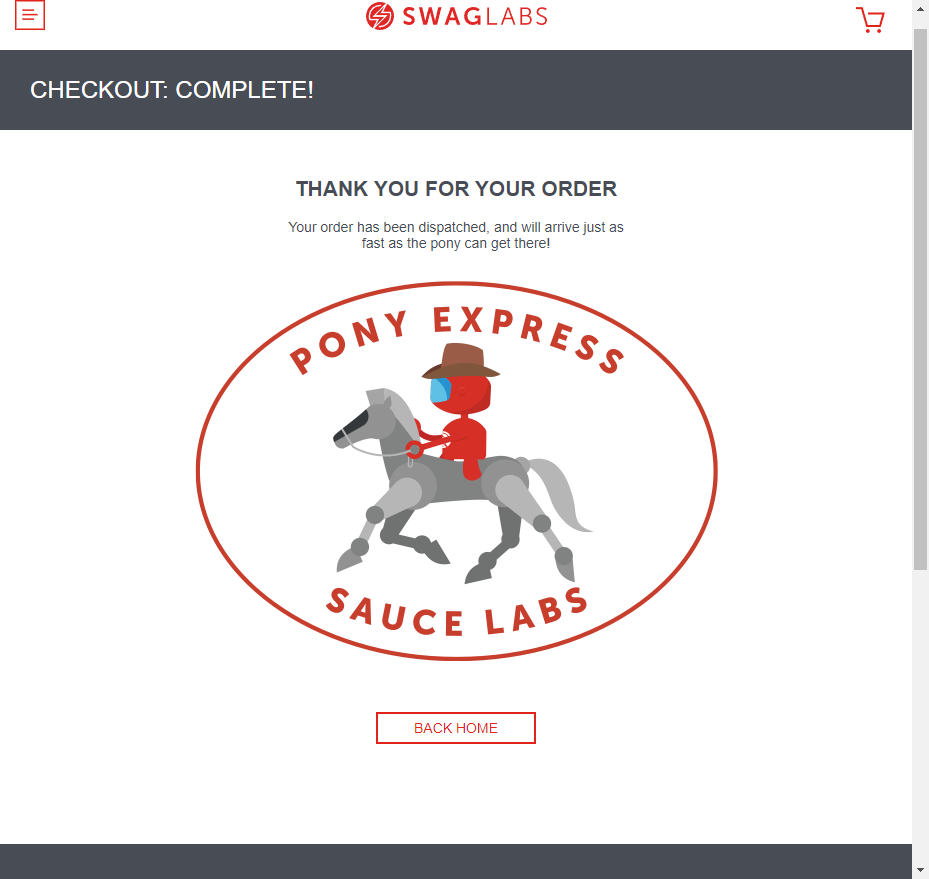 SWAGLABS
CHECKOUT: COMPLETE!
THANK YOU FOR YOUR ORDER
Your order has been dispatched, and will arrive just as
fast as the pony can get there!
PONY EXPRESS
SAUCE LABS
BACK HOME